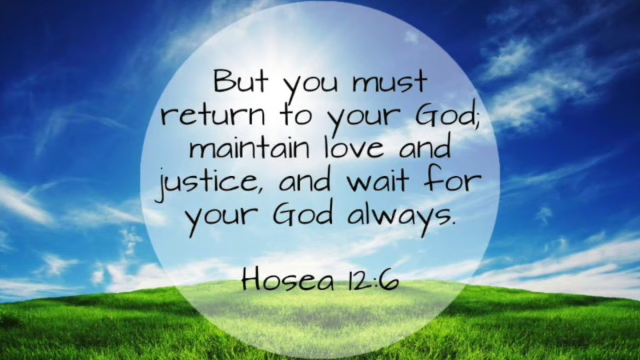 But you must
return to your God;
maintain love and
justice, and wait for
your God always.
Hosea 12:6